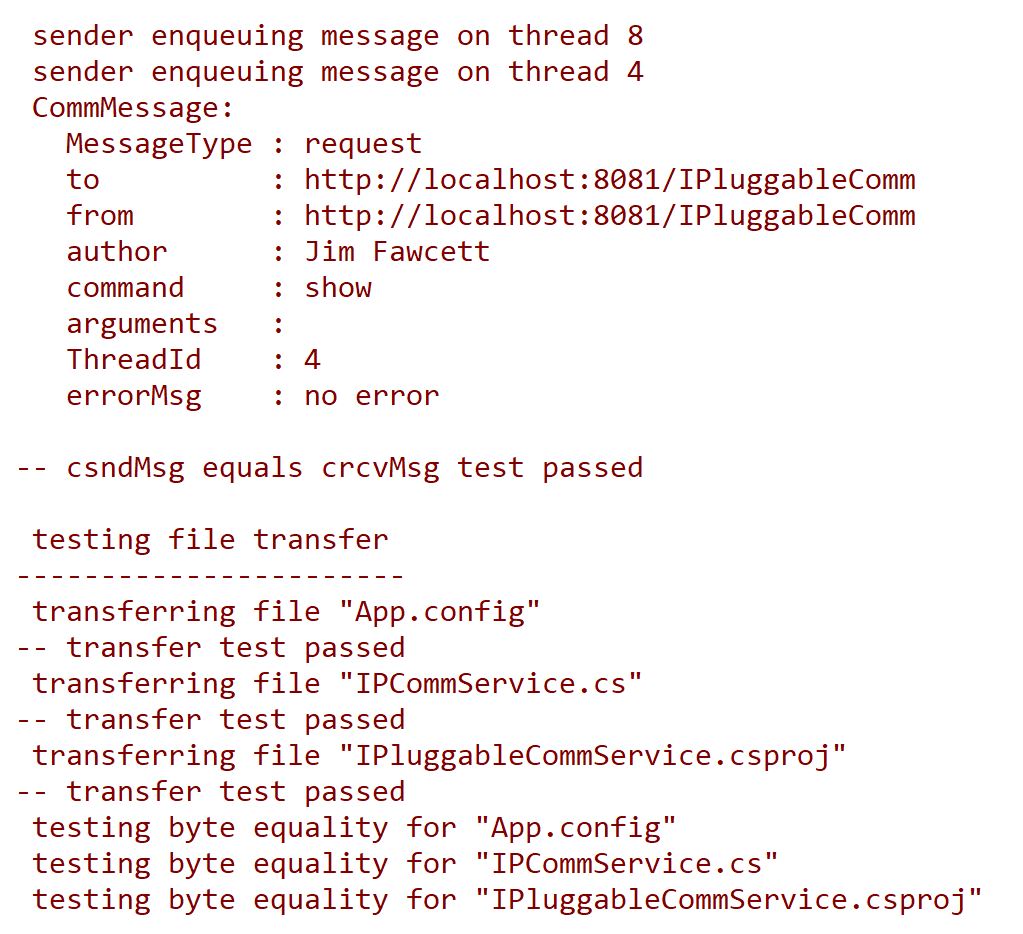 sender enqueuing message on thread 8
sender enqueuing message on thread 4
CommMessage:
MessageType : request
to : http://localhost:8081/IPluggableComm
from : http://localhost:8081/IPluggableComm
author : Jim Fawcett
command : show
arguments :
ThreadId : 4
errorMsg : no error
-- csndMsg equals crcvMsg test passed
testing file transfer
-----------------------
transferring file "App.config"
-- transfer test passed
transferring file "IPCommService.cs"
-- transfer test passed
transferring file "IPluggableCommService.csproj"
-- transfer test passed
testing byte equality for "App.config"
testing byte equality for "IPCommService.cs"
testing byte equality for "IPluggableCommService.csproj"